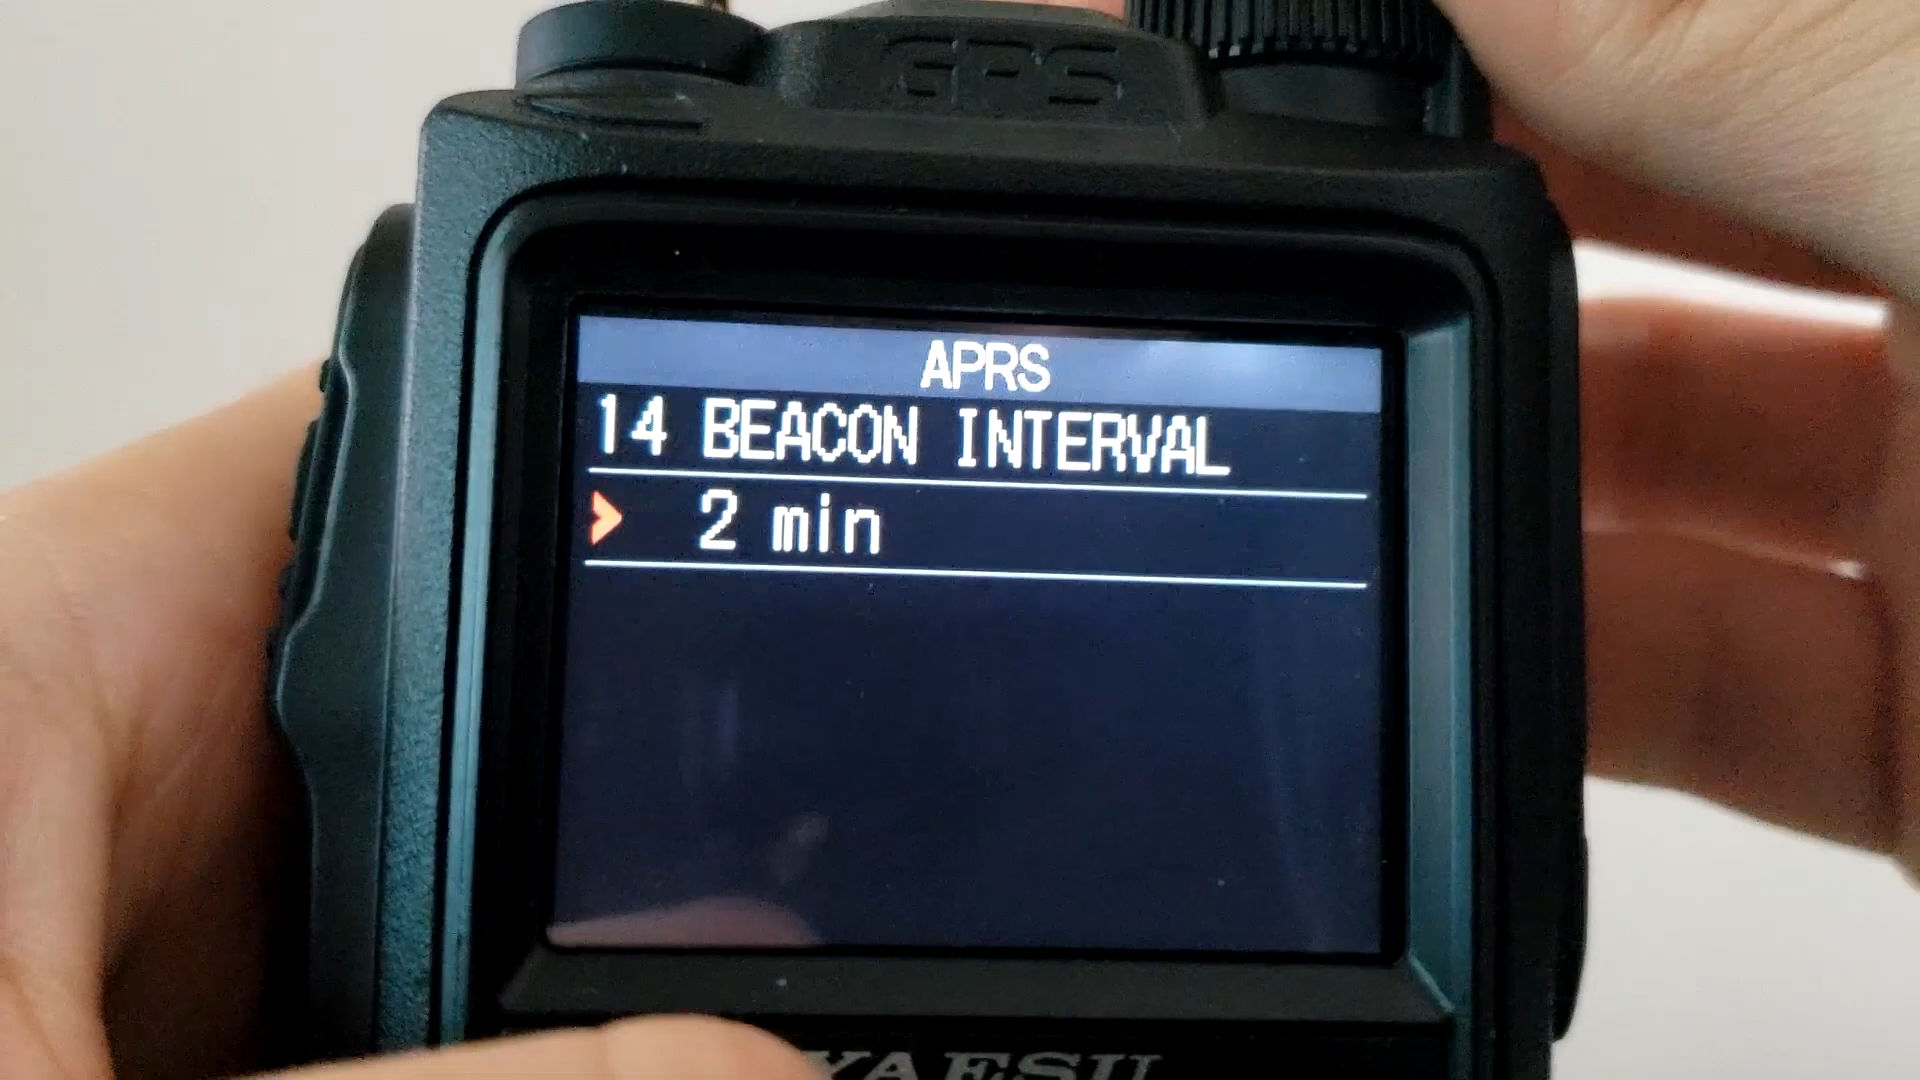 GPS
APRS
14 BEACON INTERVAL
2 min
YAESU